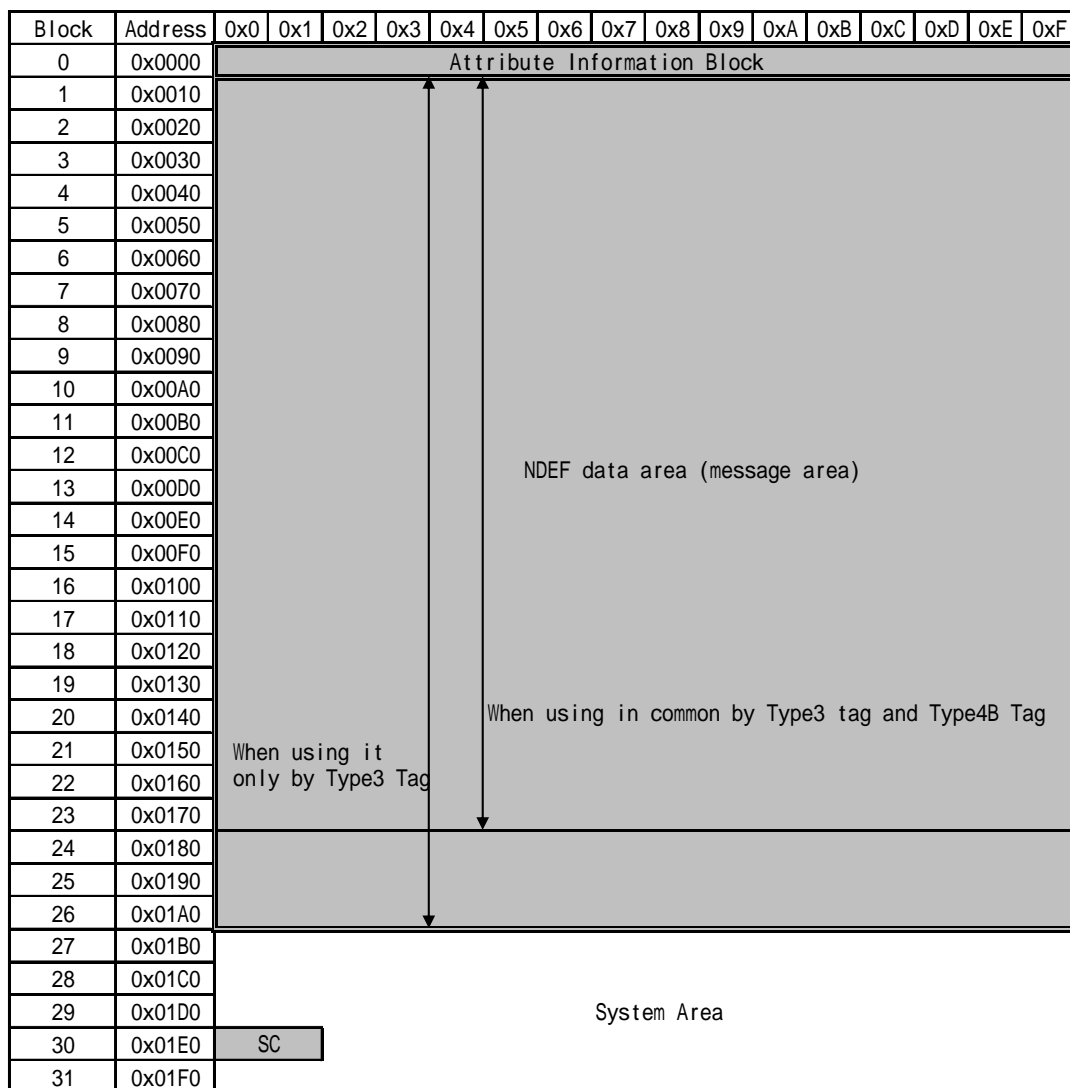 Block Address 0x0 0x1 0x2 0x3 0x4 0x5 0x6 0x7 0x8 0x9 0xA 0xB 0xC 0xD 0xE 0xF
0 0x0000 Attribute Information Block
1 0x0010
2 0x0020
3 0x0030
4 0x0040
5 0x0050
6 0x0060
7 0x0070
8 0x0080
9 0x0090
10 0x00A0
11 0x00B0
12 0x00C0
NDEF data area (message area)
13 0x00D0
14 0x00E0
15 0x00F0
16 0x0100
17 0x0110
18 0x0120
19 0x0130
20 0x0140 When using in common by Type3 tag and Type4B Tag
21 0x0150 When using it
22 0x0160 only by Type3 Tag
23 0x0170
24 0x0180
25 0x0190
26 0x01A0
27 0x01B0
28 0x01C0
29 0x01D0 System Area
30 0x01E0 SC
31 0x01F0